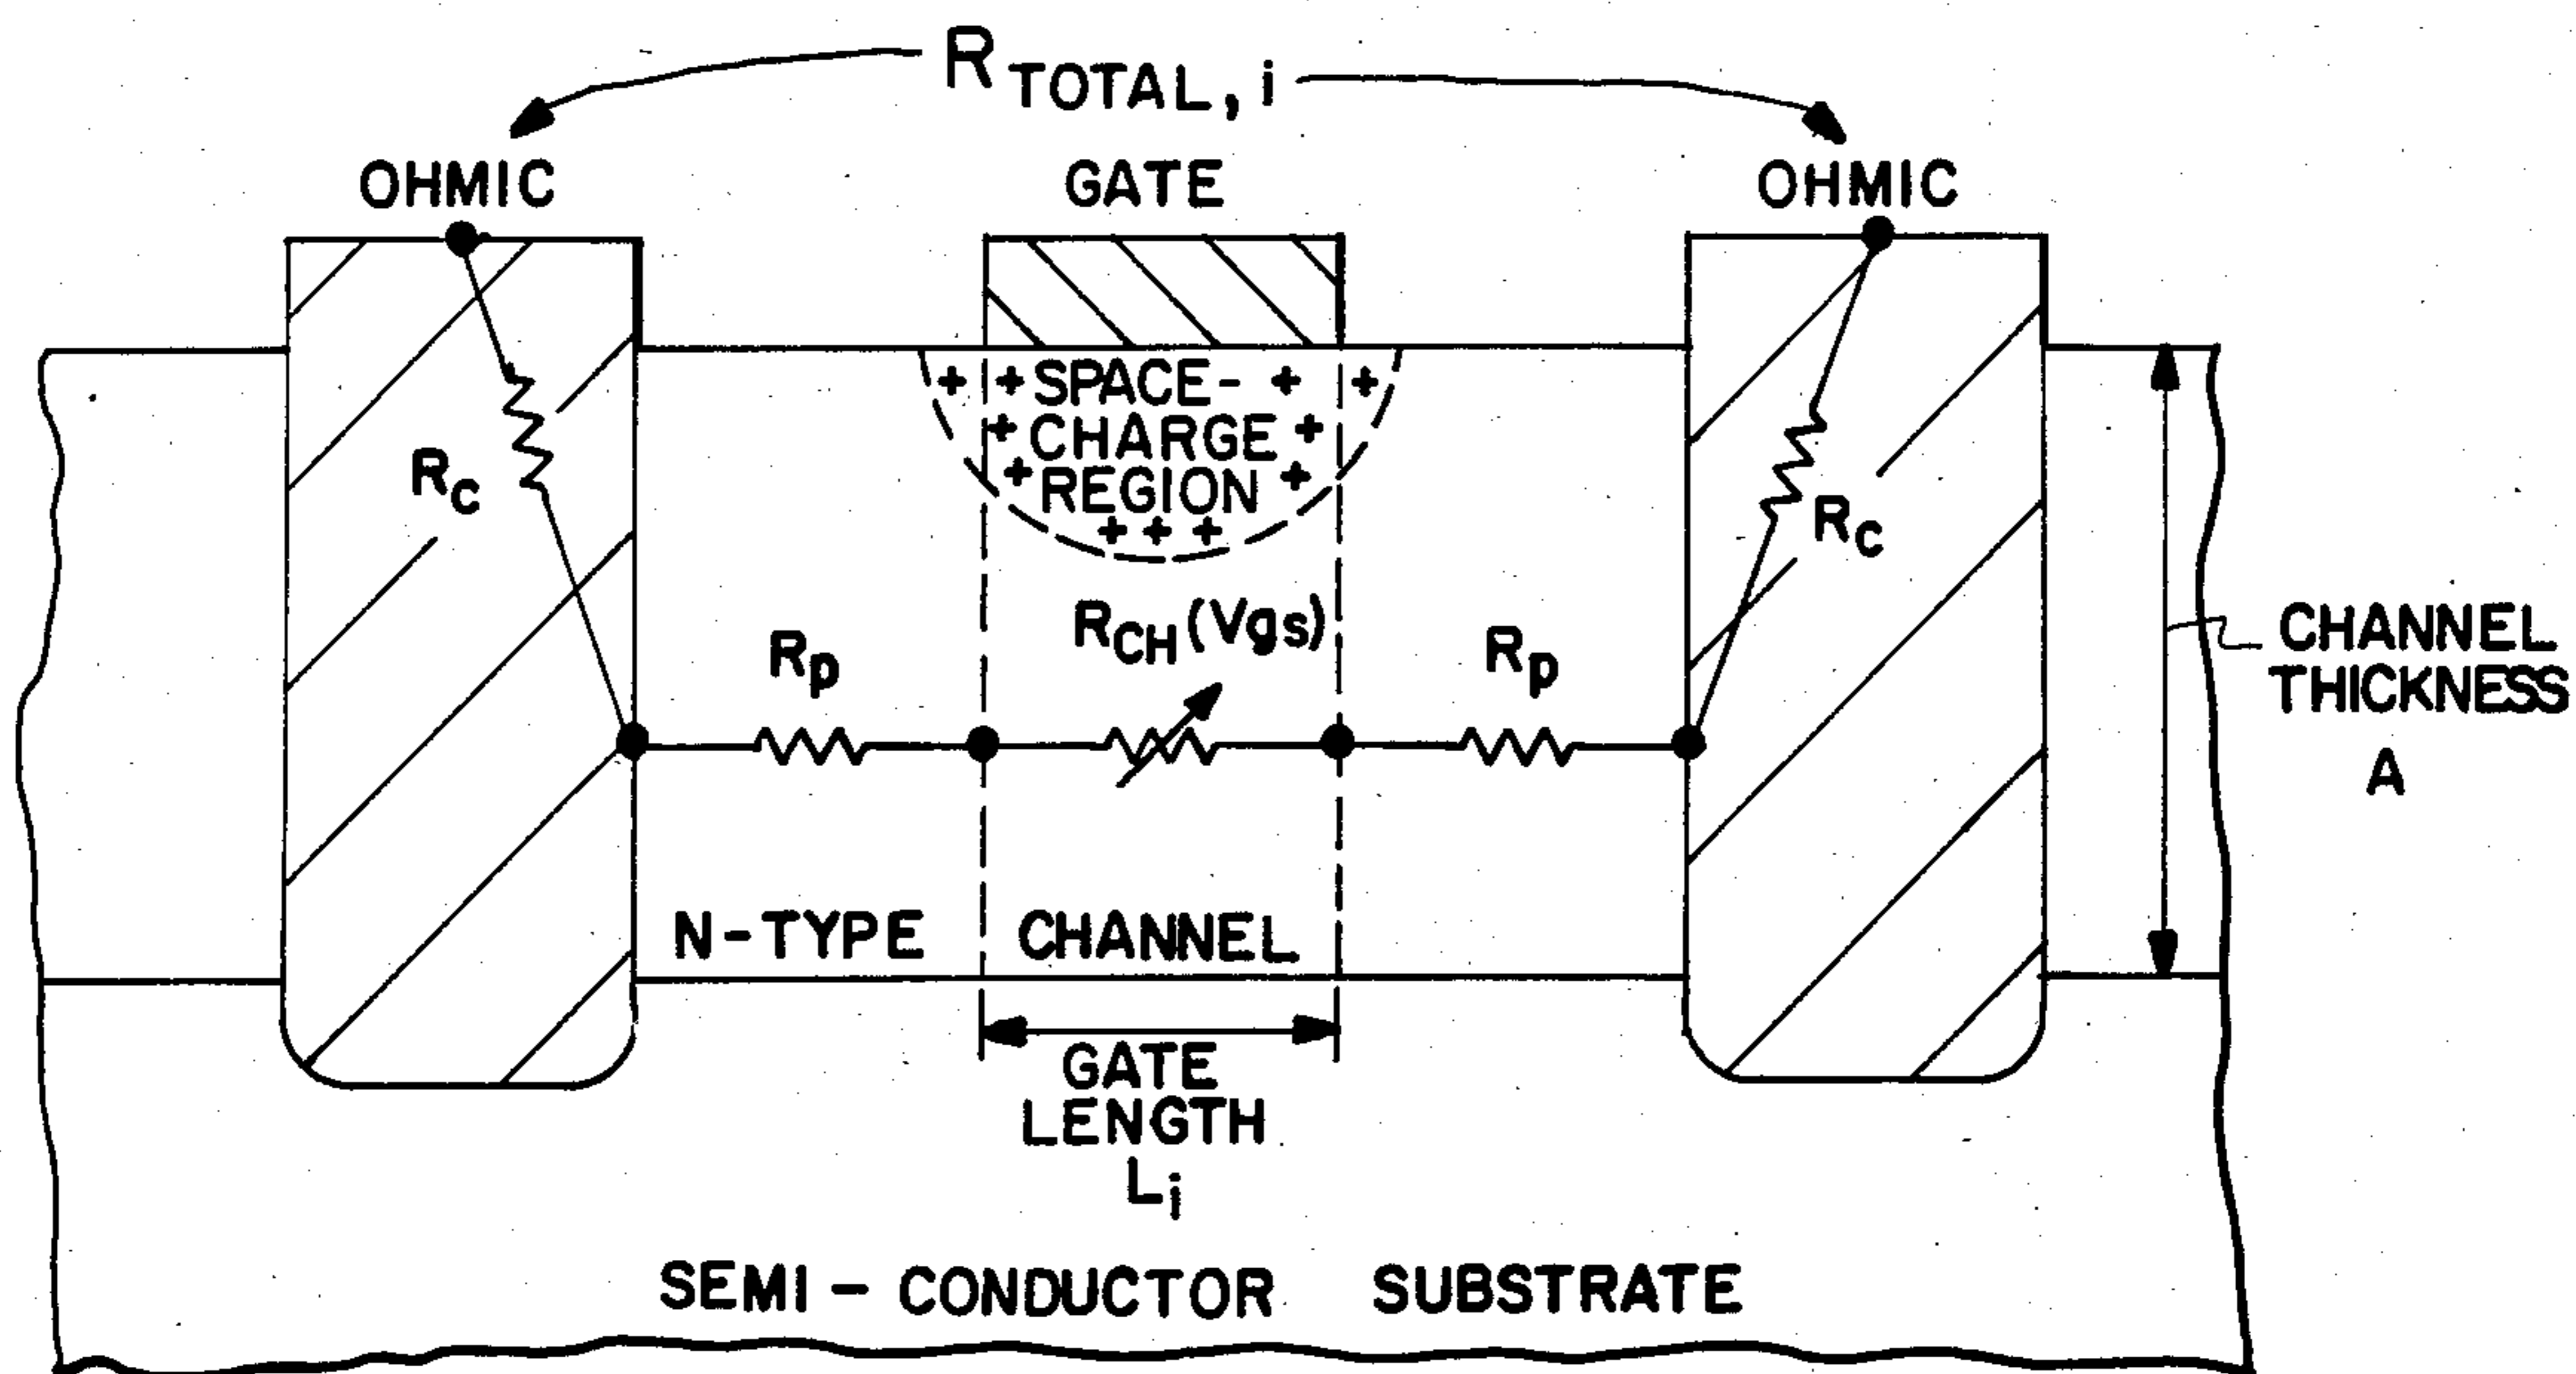 R TOTAL, i
OHMIC
GATE
OHMIC
+ + SPACE- + +
+ CHARGE +
+ REGION +
+ + +
Rc
Rc
Rp
RCH (Vgs)
Rp
CHANNEL
THICKNESS
A
N-TYPE CHANNEL
GATE
LENGTH
Li
SEMI - CONDUCTOR SUBSTRATE